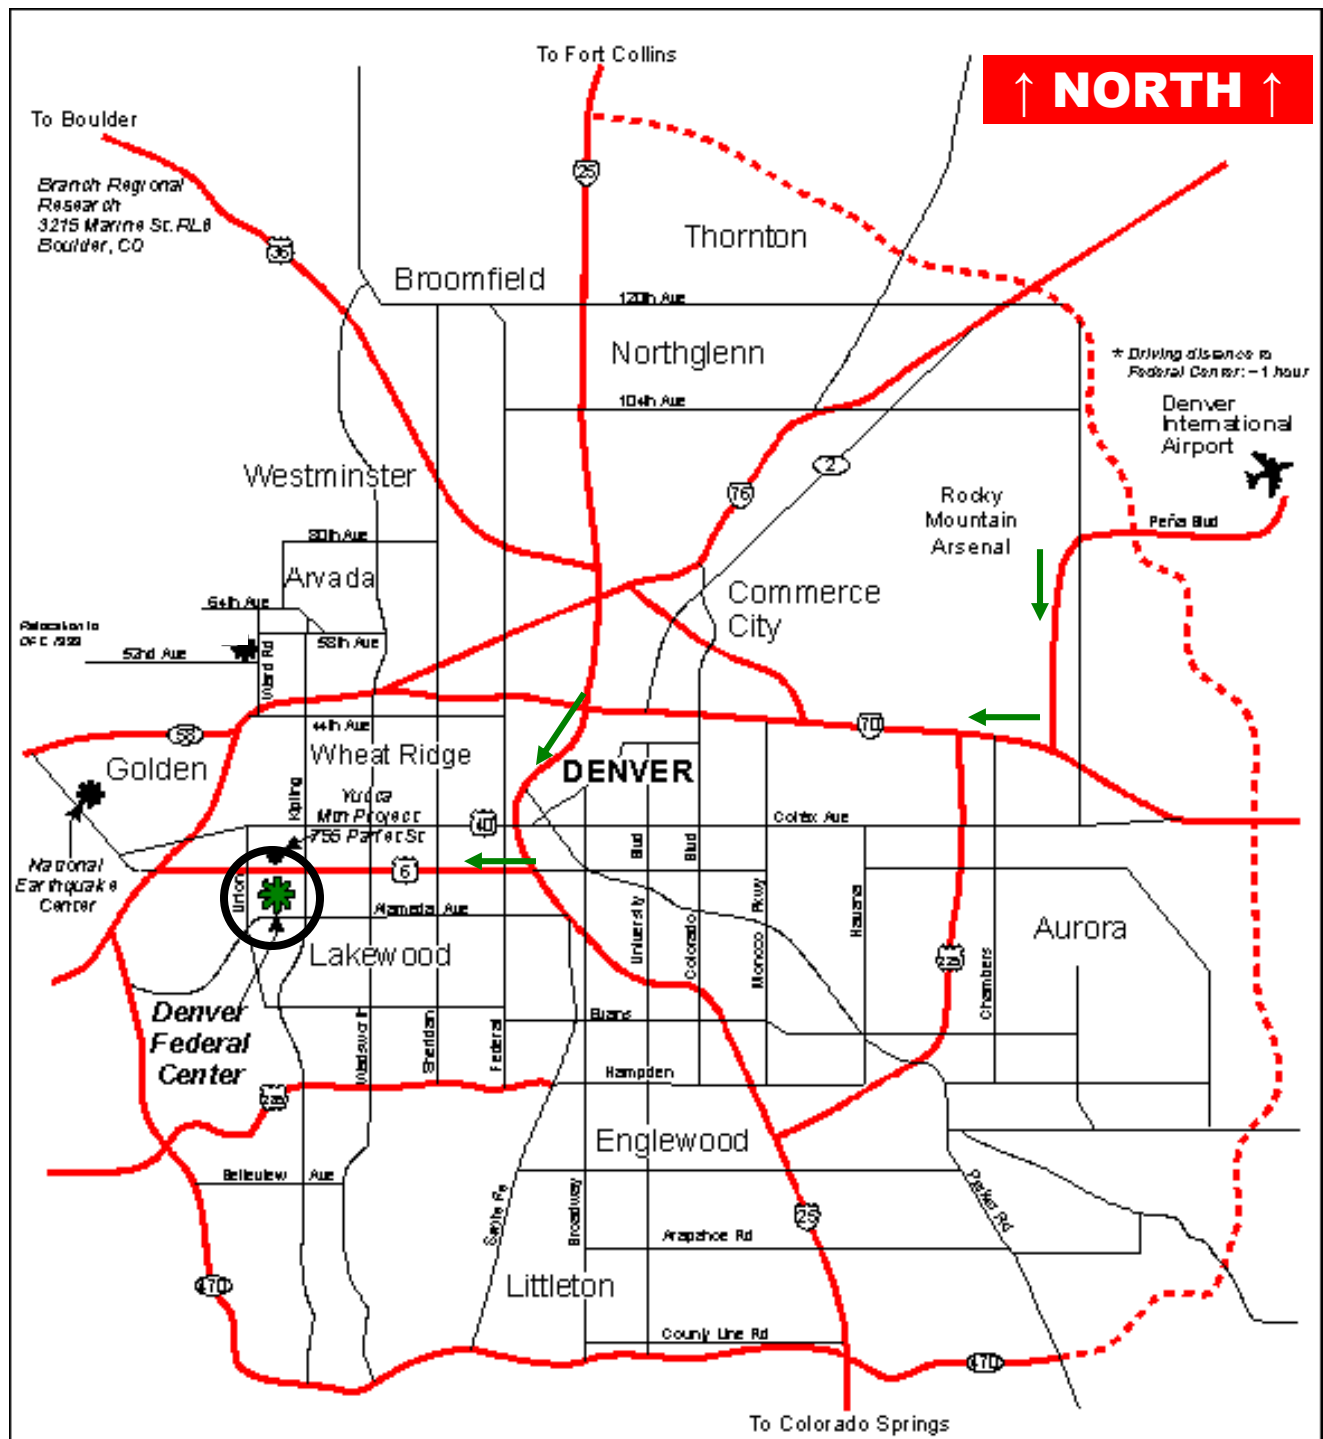 To Fort Collins
↑ NORTH ↑
To Boulder
25
Branch Regional
Research
3215 Marine St. RL6
Boulder, CO
36
Thornton
Broomfield
120th Ave
Northglenn
* Driving distance to
Federal Center: ~1 hour
104th Ave
Denver
International
Airport
Westminster
2
76
Rocky
Mountain
Arsenal
Peña Blvd
80th Ave
Arvada
Commerce
City
64th Ave
Relocation to
58th Ave
52nd Ave
Ward Rd
44th Ave
58
70
Wheat Ridge
Golden
DENVER
Kipling
Yucca
Mtn Project
755 Parfet St
40
Colfax Ave
Blvd
Blvd
National
Earthquake
Center
6
Union
Alameda Ave
University
Colorado
Monoco Pkwy
Havana
Aurora
Lakewood
Chambers
Denver
Federal
Center
Wadsworth
Sheridan
Federal
Evans
Hampden
285
Englewood
Belleview Ave
Santa Fe
Broadway
Parker Rd
25
Arapahoe Rd
470
Littleton
County Line Rd
470
To Colorado Springs